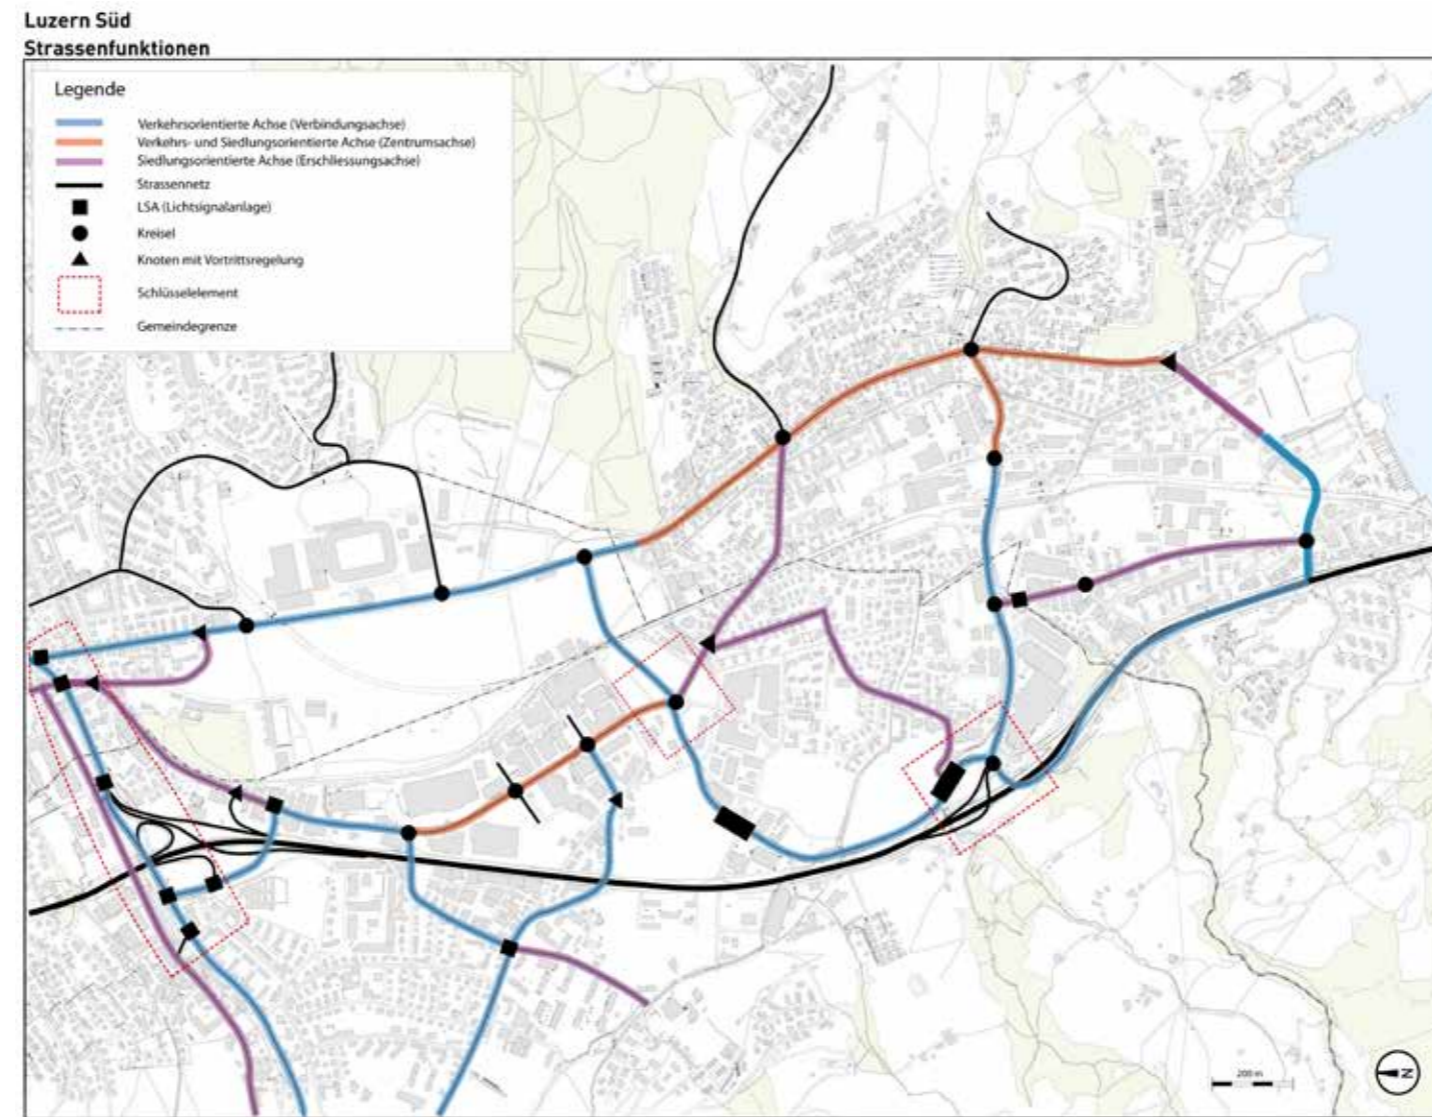 Luzern Süd
Strassenfunktionen
Legende
Verkehrsorientierte Achse (Verbindungsachse)
Verkehrs- und Siedlungsorientierte Achse (Zentrumsachse)
Siedlungsorientierte Achse (Erschliessungsachse)
Strassennetz
LSA (Lichtsignalanlage)
Kreisel
Knoten mit Vortrittsregelung
Schlüsselelement
Gemeindegrenze
200 m
N